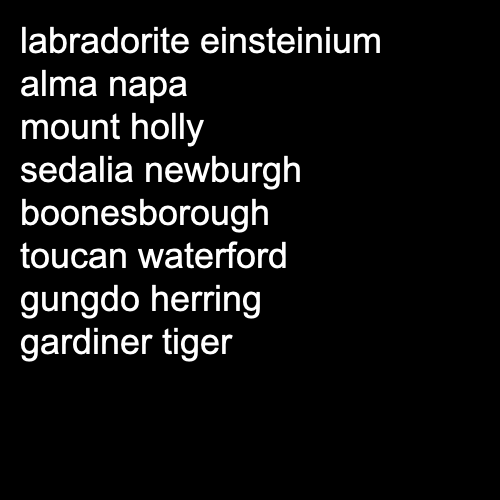 labradorite einsteinium
alma napa
mount holly
sedalia newburgh
boonesborough
toucan waterford
gungdo herring
gardiner tiger